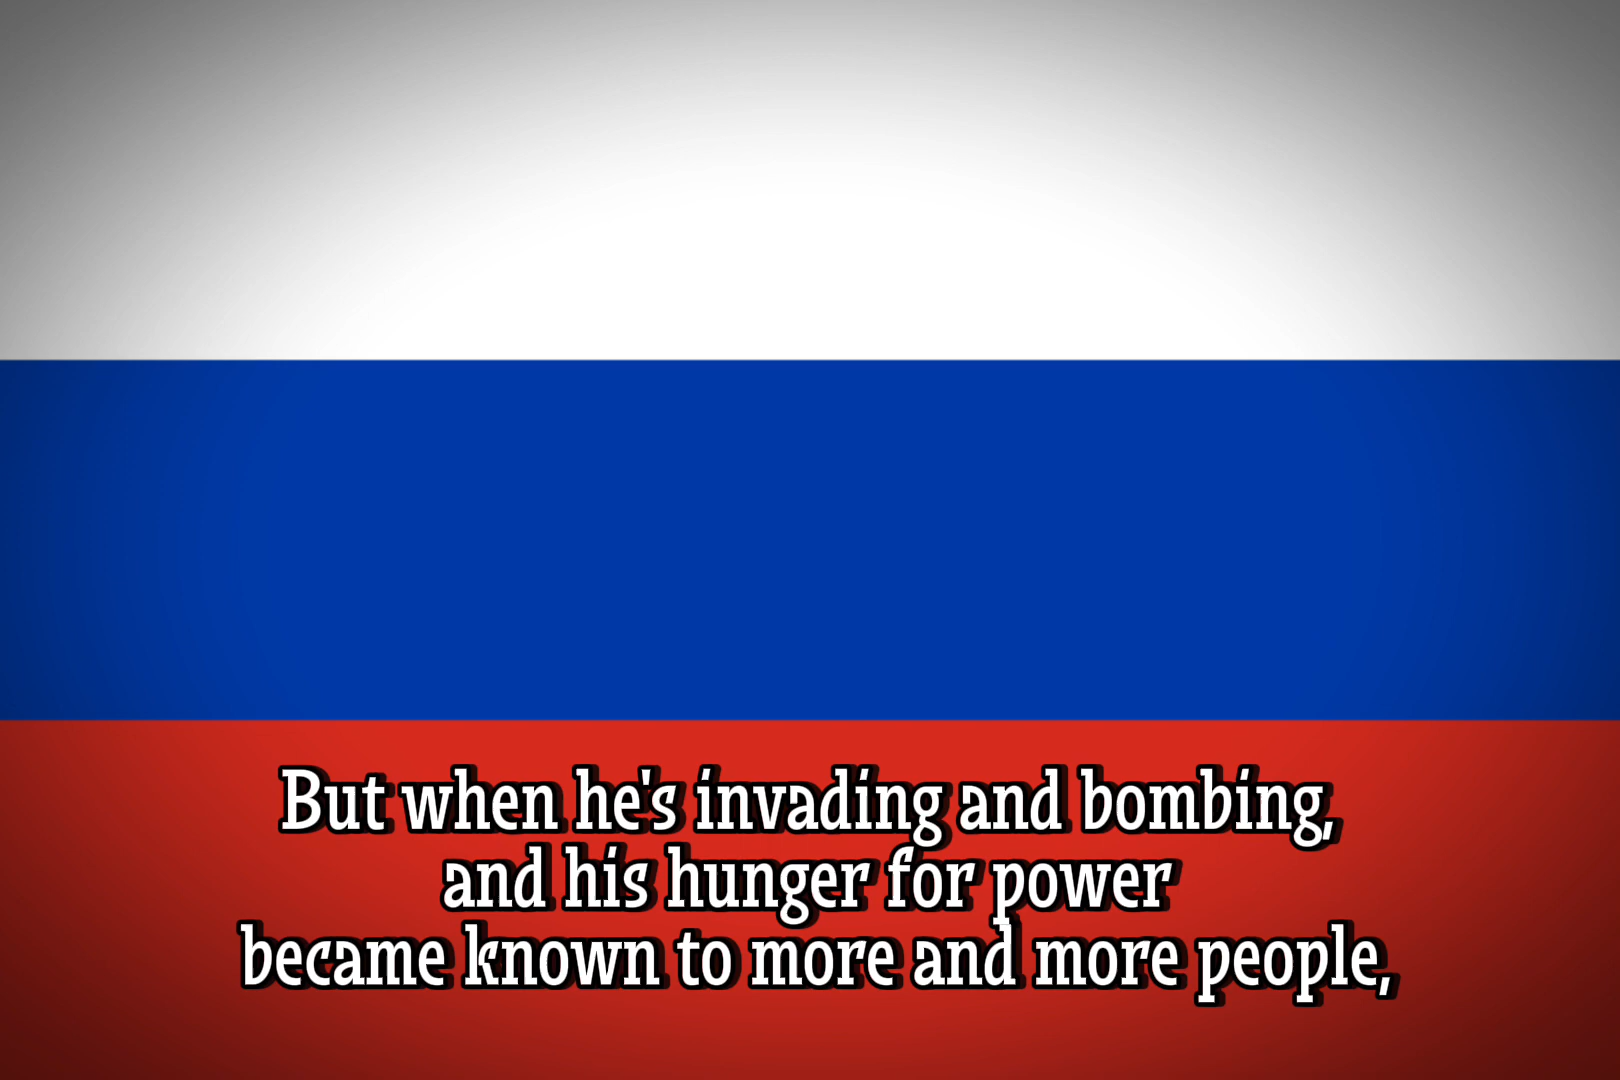 But when he's invading and bombing,
and his hunger for power
became known to more and more people,